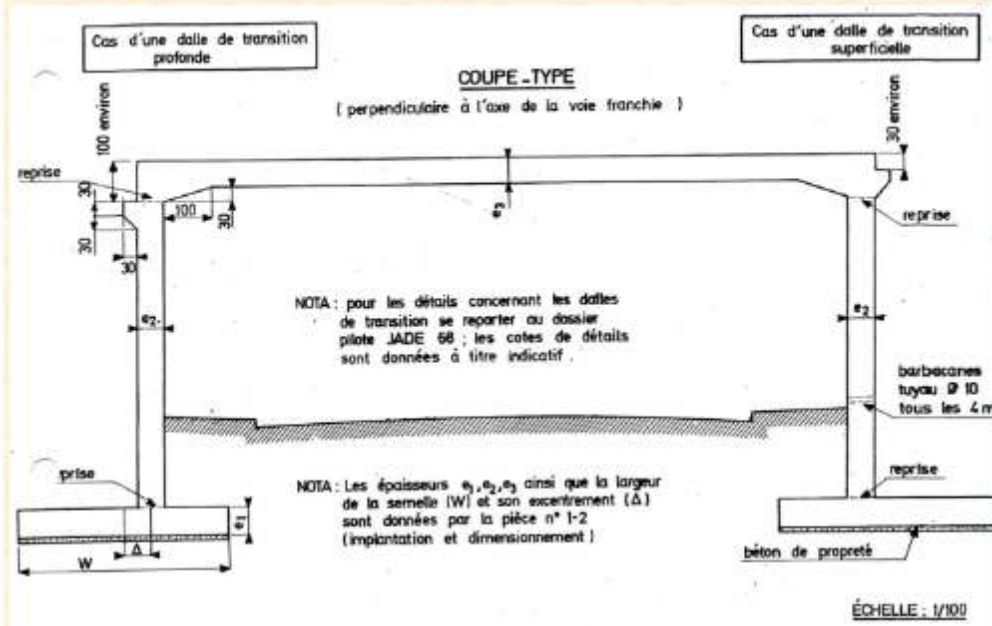 Cas d'une dalle de transition
profonde
Cas d'une dalle de transition
superficielle
COUPE-TYPE
( perpendiculaire à l'axe de la voie franchie )
100 environ
30 environ
reprise
30
30
30
100
30
e3
reprise
NOTA : pour les détails concernant les dalles
de transition se reporter au dossier
pilote JADE 68 ; les cotes de détails
sont données à titre indicatif .
e2
e2
barbacanes
tuyau Ø 10
tous les 4 m
prise
reprise
NOTA : Les épaisseurs e1, e2, e3 ainsi que la largeur
de la semelle (W) et son excentrement (Δ)
sont données par la pièce n° 1-2
( implantation et dimensionnement )
e1
Δ
W
béton de propreté
ÉCHELLE : 1/100